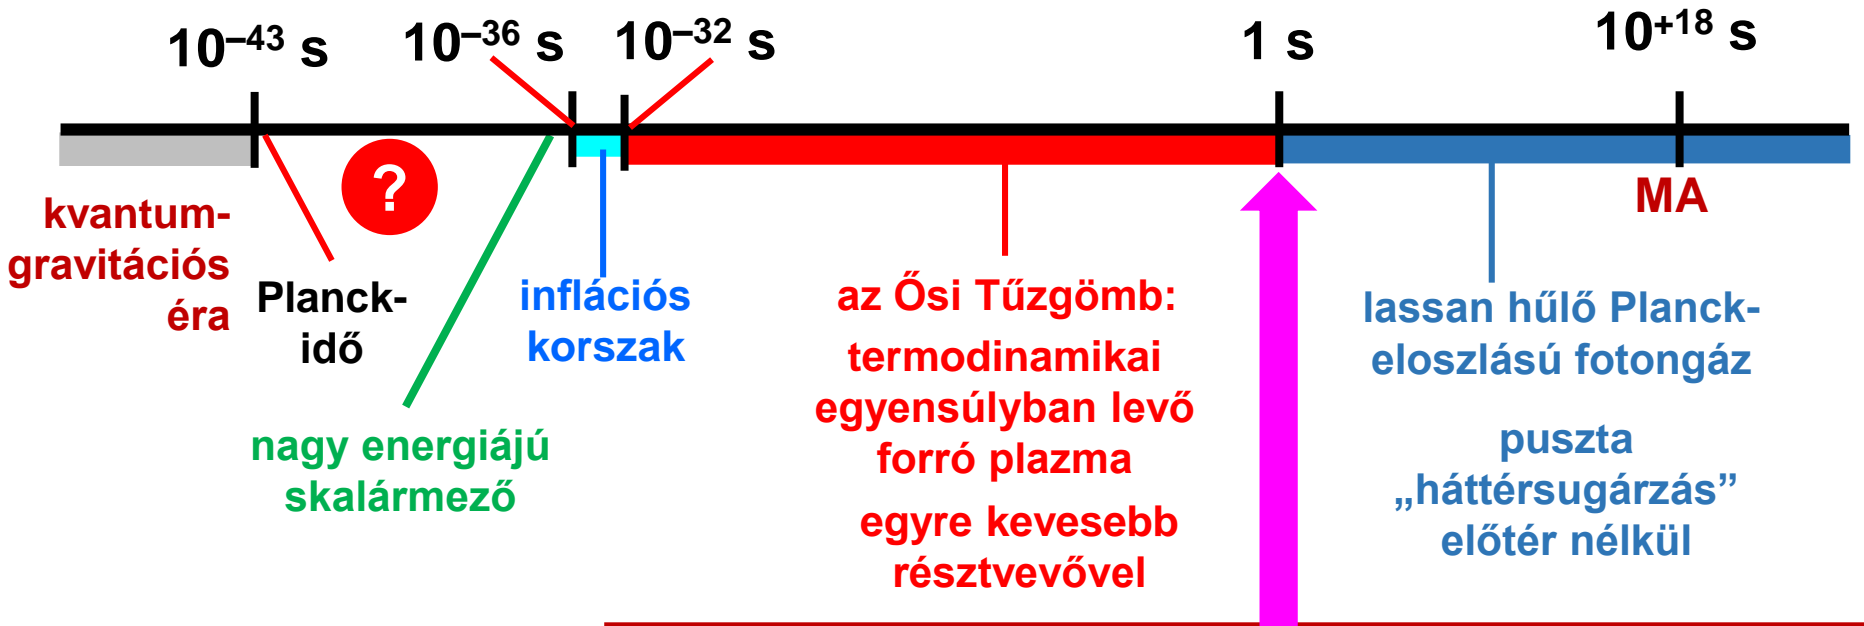 10⁻⁴³ s
10⁻³⁶ s
10⁻³² s
1 s
10⁺¹⁸ s
?
kvantum-
gravitációs
éra
Planck-
idő
nagy energiájú
skalármező
inflációs
korszak
az Ősi Tűzgömb:
termodinamikai
egyensúlyban levő
forró plazma
egyre kevesebb
résztvevővel
MA
lassan hűlő Planck-
eloszlású fotongáz
puszta
„háttérsugárzás”
előtér nélkül